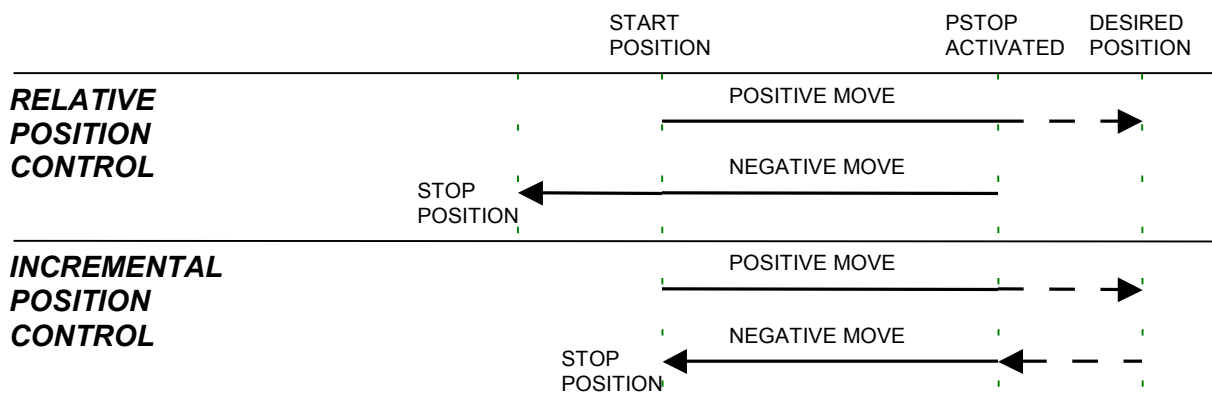 START
POSITION
PSTOP
ACTIVATED
DESIRED
POSITION
RELATIVE
POSITION
CONTROL
POSITIVE MOVE
NEGATIVE MOVE
STOP
POSITION
INCREMENTAL
POSITION
CONTROL
POSITIVE MOVE
NEGATIVE MOVE
STOP
POSITION